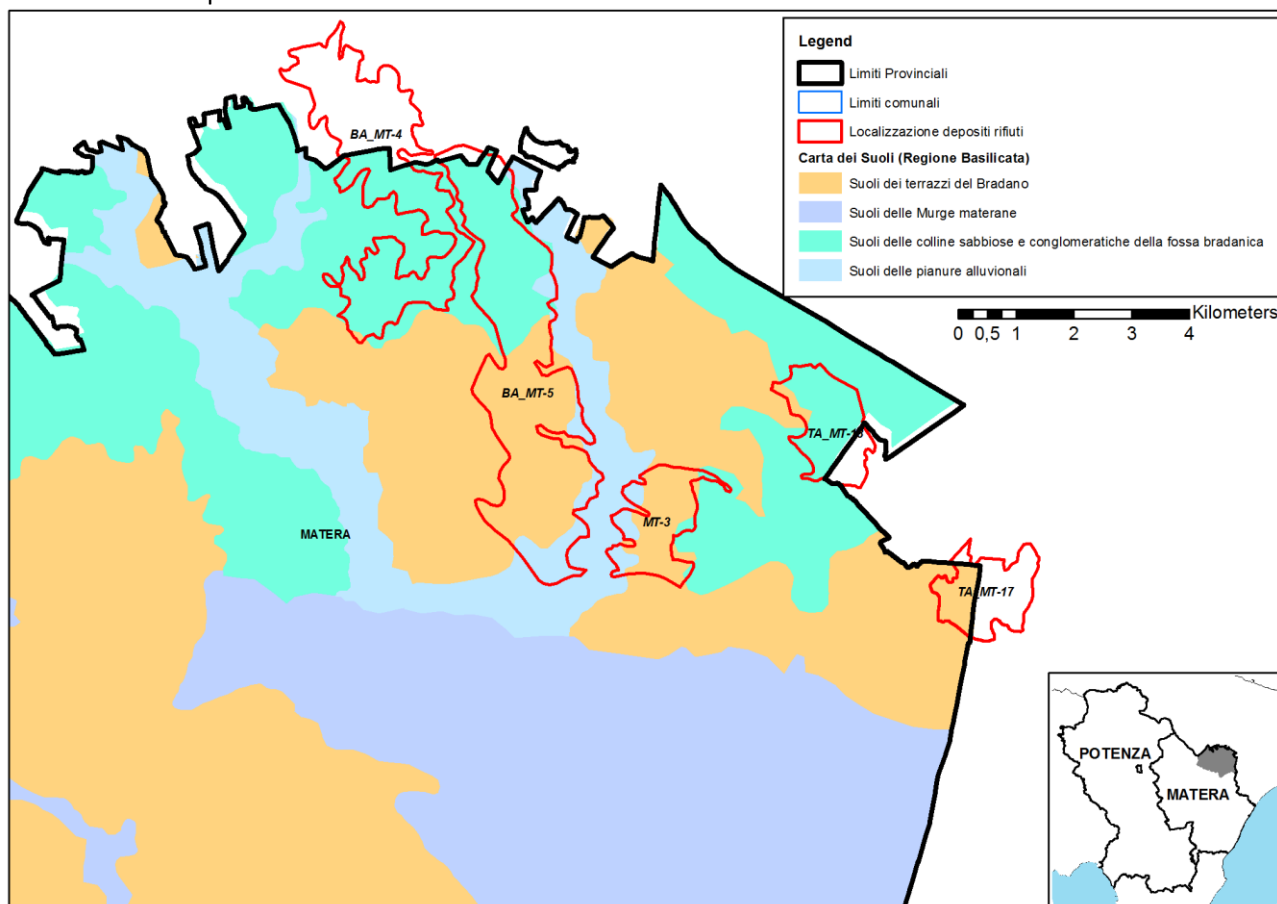 Legend
Limiti Provinciali
Limiti comunali
Localizzazione depositi rifiuti
Carta dei Suoli (Regione Basilicata)
Suoli dei terrazzi del Bradano
Suoli delle Murge materane
Suoli delle colline sabbiose e conglomeratiche della fossa bradanica
Suoli delle pianure alluvionali
Kilometers
0 0,5 1 2 3 4
BA_MT-4
BA_MT-5
TA_MT-18
MT-3
MATERA
TA_MT-17
POTENZA
MATERA